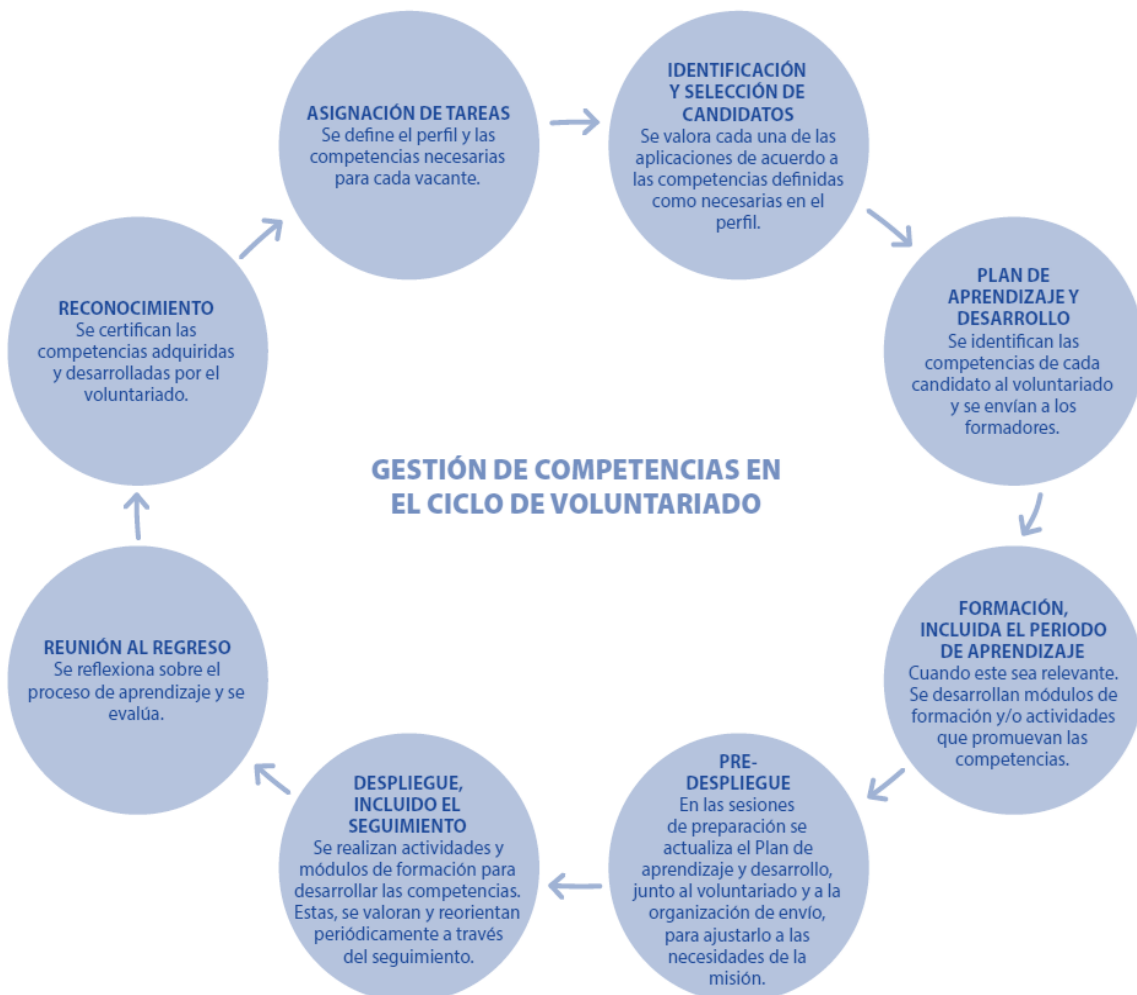 ASIGNACIÓN DE TAREAS
Se define el perfil y las
competencias necesarias
para cada vacante.
IDENTIFICACIÓN
Y SELECCIÓN DE
CANDIDATOS
Se valora cada una de las
aplicaciones de acuerdo a
las competencias definidas
como necesarias en el
perfil.
PLAN DE
APRENDIZAJE Y
DESARROLLO
Se identifican las
competencias de cada
candidato al voluntariado
y se envían a los
formadores.
FORMACIÓN,
INCLUIDA EL PERIODO
DE APRENDIZAJE
Cuando este sea relevante.
Se desarrollan módulos de
formación y/o actividades
que promuevan las
competencias.
PRE-
DESPLIEGUE
En las sesiones
de preparación se
actualiza el Plan de
aprendizaje y desarrollo,
junto al voluntariado y a la
organización de envío,
para ajustarlo a las
necesidades de la
misión.
DESPLIEGUE,
INCLUIDO EL
SEGUIMIENTO
Se realizan actividades y
módulos de formación para
desarrollar las competencias.
Estas, se valoran y reorientan
periódicamente a través
del seguimiento.
REUNIÓN AL REGRESO
Se reflexiona sobre el
proceso de aprendizaje y se
evalúa.
RECONOCIMIENTO
Se certifican las
competencias adquiridas
y desarrolladas por el
voluntariado.
GESTIÓN DE COMPETENCIAS EN
EL CICLO DE VOLUNTARIADO